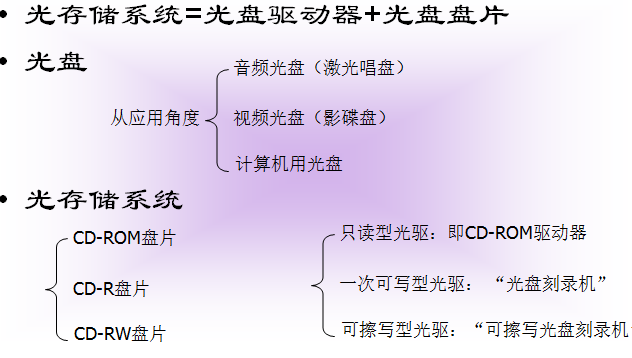 • 光存储系统=光盘驱动器+光盘盘片
• 光盘
从应用角度
音频光盘（激光唱盘）
视频光盘（影碟盘）
计算机用光盘
• 光存储系统
CD-ROM盘片
CD-R盘片
CD-RW盘片
只读型光驱：即CD-ROM驱动器
一次可写型光驱：“光盘刻录机”
可擦写型光驱：“可擦写光盘刻录机”